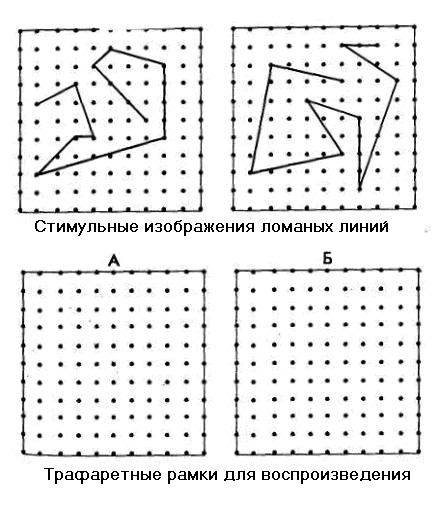 Стимульные изображения ломаных линий
А
Б
Трафаретные рамки для воспроизведения